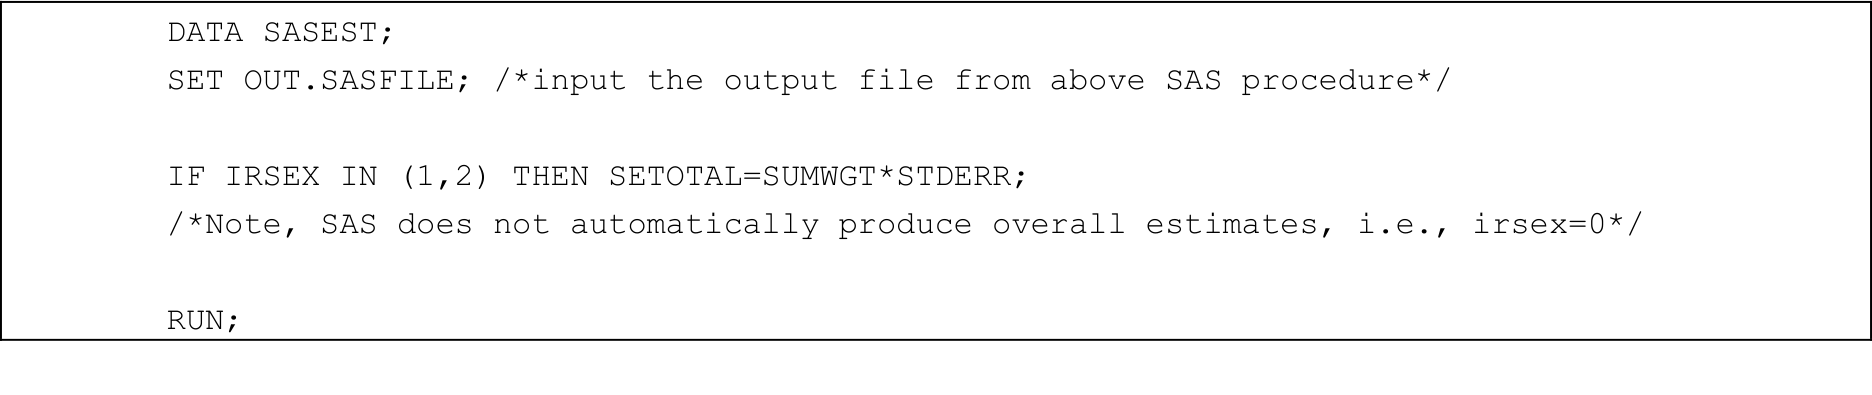 DATA SASEST;
SET OUT.SASFILE; /*input the output file from above SAS procedure*/
IF IRSEX IN (1,2) THEN SETOTAL=SUMWGT*STDERR;
/*Note, SAS does not automatically produce overall estimates, i.e., irsex=0*/
RUN;